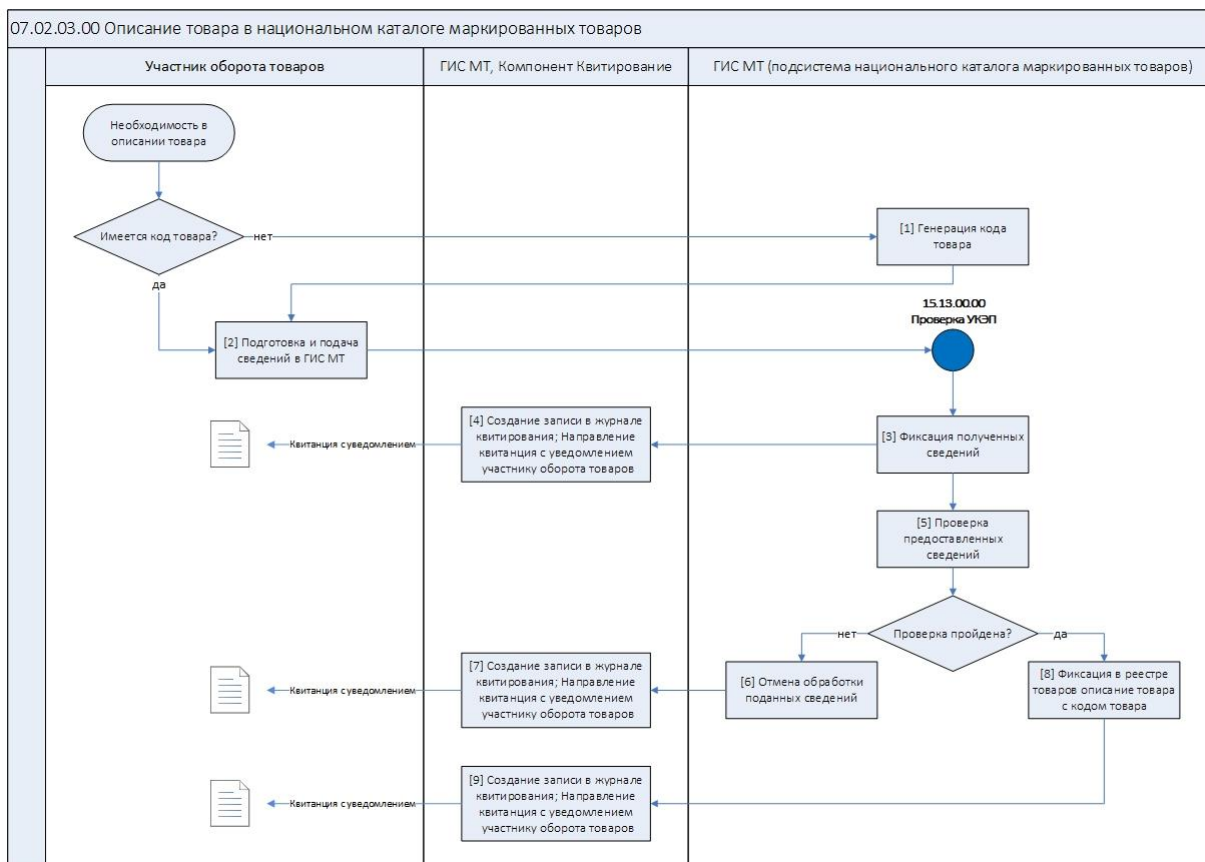 07.02.03.00 Описание товара в национальном каталоге маркированных товаров
Участник оборота товаров
ГИС МТ, Компонент Квитирование
ГИС МТ (подсистема национального каталога маркированных товаров)
Необходимость в
описании товара
Имеется код товара?
нет
[1] Генерация кода
товара
да
15.13.00.00
Проверка УКЭП
[2] Подготовка и подача
сведений в ГИС МТ
[4] Создание записи в журнале
квитирования; Направление
квитанция с уведомлением
участнику оборота товаров
Квитанция с уведомлением
[3] Фиксация полученных
сведений
[5] Проверка
предоставленных
сведений
Проверка пройдена?
нет
да
[7] Создание записи в журнале
квитирования; Направление
квитанция с уведомлением
участнику оборота товаров
Квитанция с уведомлением
[6] Отмена обработки
поданных сведений
[8] Фиксация в реестре
товаров описание товара
с кодом товара
[9] Создание записи в журнале
квитирования; Направление
квитанция с уведомлением
участнику оборота товаров
Квитанция с уведомлением